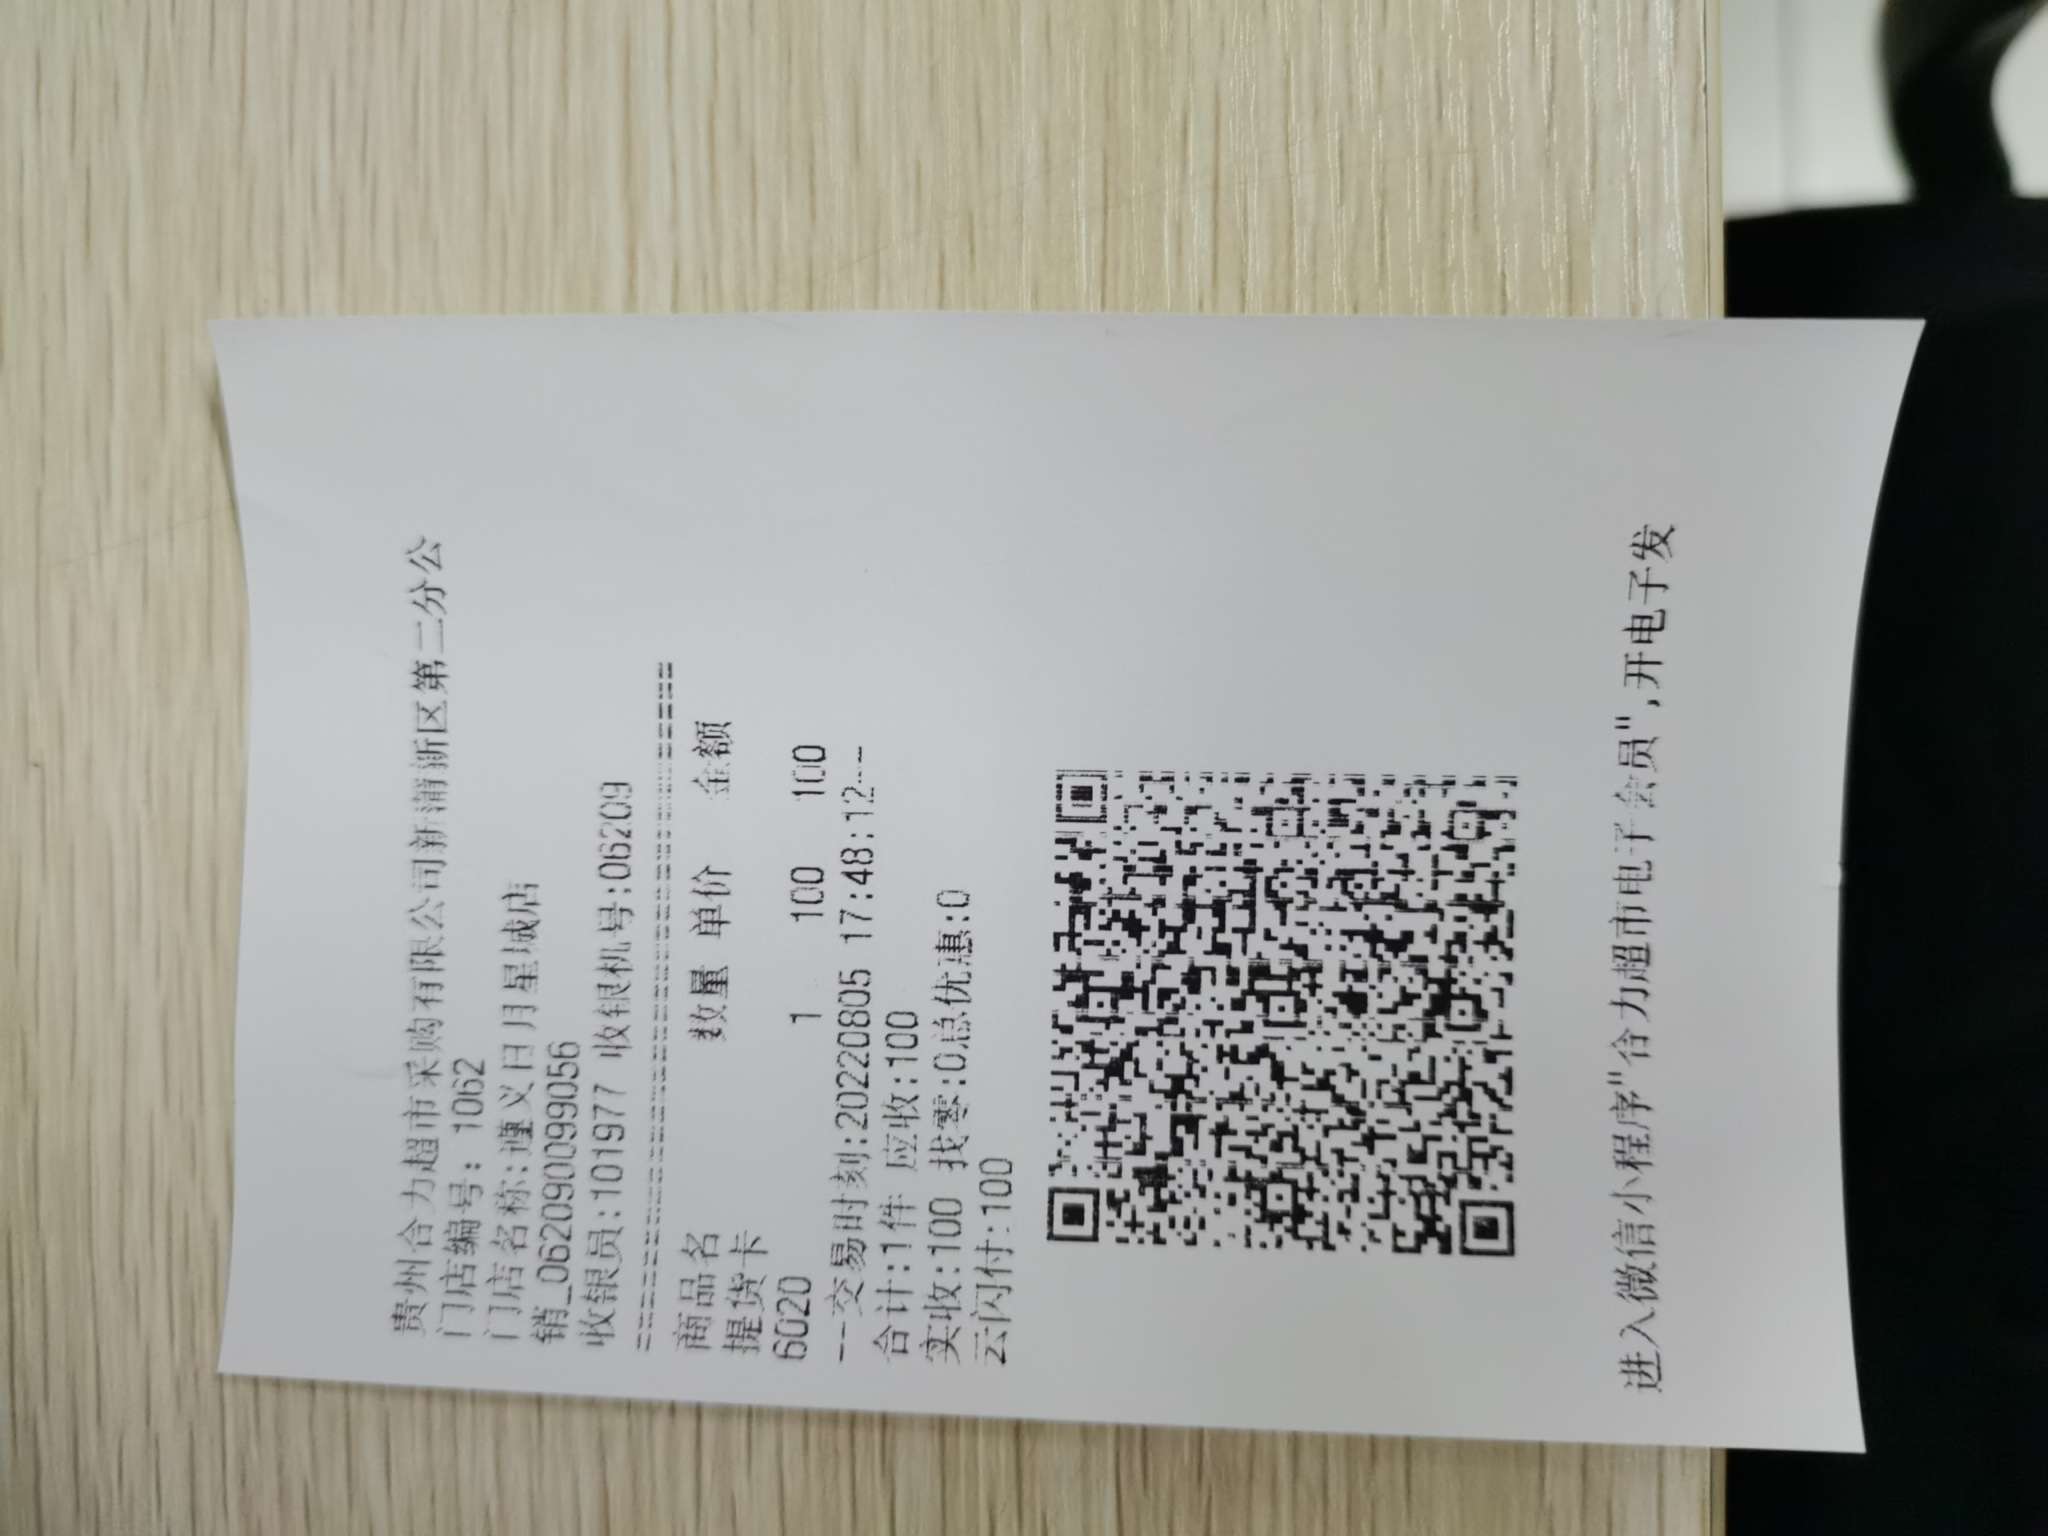 贵州合力超市采购有限公司新蒲新区第二分公
门店编号: 1062
门店名称:遵义日月星城店
销_062090099056
收银员:101977 收银机号:06209
================================
商品名 数量 单价 金额
提货卡
6020 1 100 100
--交易时刻:20220805 17:48:12--
合计:1件 应收:100
实收:100 找零:0总优惠:0
云闪付:100
进入微信小程序"合力超市电子会员",开电子发